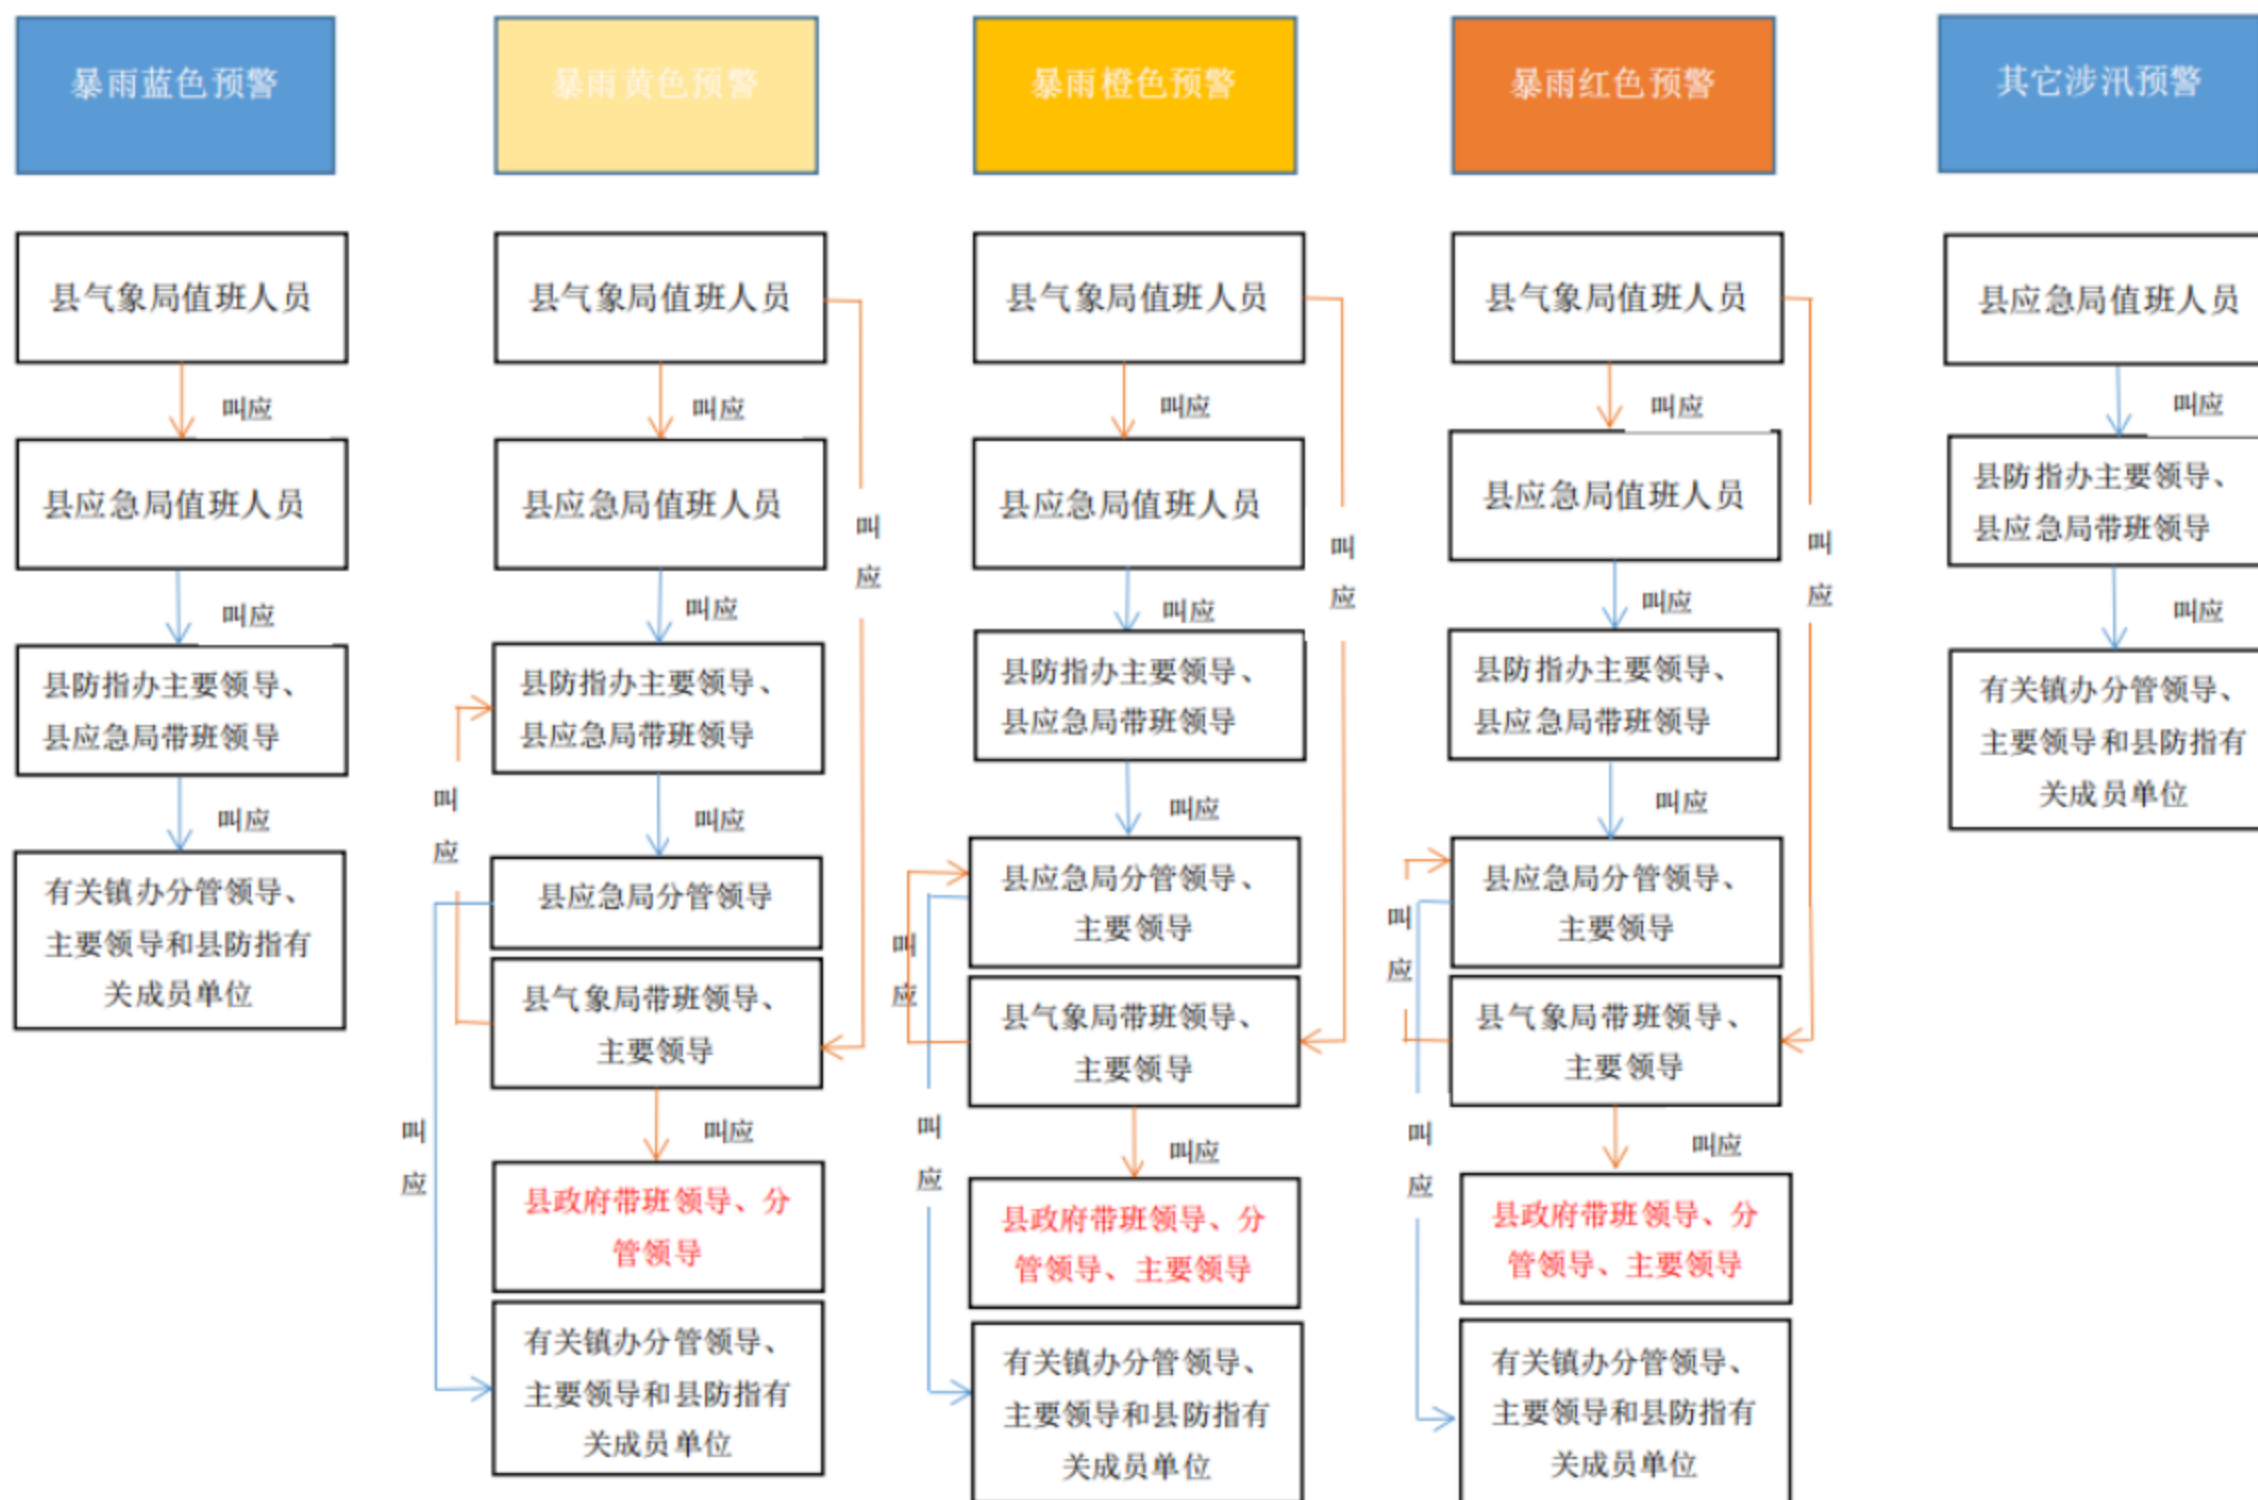 暴雨蓝色预警
县气象局值班人员
叫应
县应急局值班人员
叫应
县防指办主要领导、
县应急局带班领导
叫应
有关镇办分管领导、
主要领导和县防指有
关成员单位
暴雨黄色预警
县气象局值班人员
叫应
县应急局值班人员
叫应
叫应
县防指办主要领导、
县应急局带班领导
叫应
叫应
县应急局分管领导
县气象局带班领导、
主要领导
叫应
叫应
县政府带班领导、分
管领导
有关镇办分管领导、
主要领导和县防指有
关成员单位
暴雨橙色预警
县气象局值班人员
叫应
县应急局值班人员
叫应
叫应
县防指办主要领导、
县应急局带班领导
叫应
县应急局分管领导、
主要领导
叫应
县气象局带班领导、
主要领导
叫应
叫应
县政府带班领导、分
管领导、主要领导
有关镇办分管领导、
主要领导和县防指有
关成员单位
暴雨红色预警
县气象局值班人员
叫应
县应急局值班人员
叫应
叫应
县防指办主要领导、
县应急局带班领导
叫应
县应急局分管领导、
主要领导
叫应
县气象局带班领导、
主要领导
叫应
叫应
县政府带班领导、分
管领导、主要领导
有关镇办分管领导、
主要领导和县防指有
关成员单位
其它涉汛预警
县应急局值班人员
叫应
县防指办主要领导、
县应急局带班领导
叫应
有关镇办分管领导、
主要领导和县防指有
关成员单位